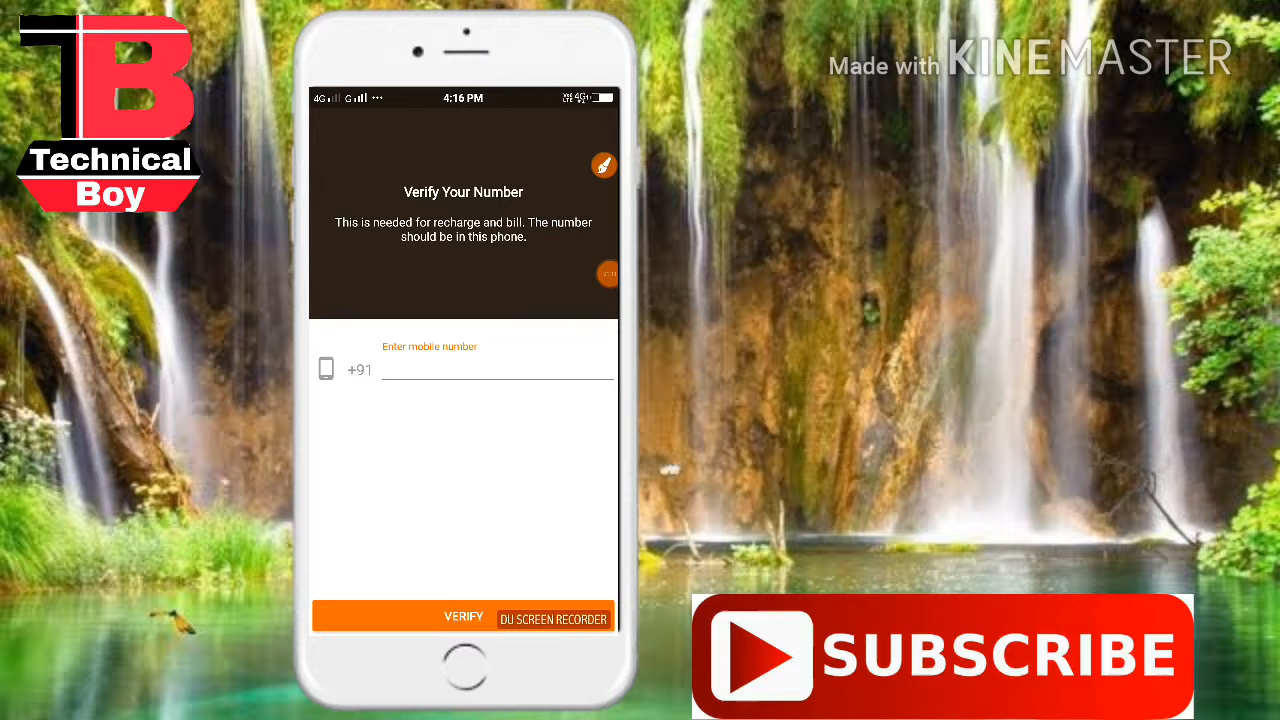 TB
Technical
Boy
Made with KINEMASTER
4G G 4:16 PM 4G
Verify Your Number
This is needed for recharge and bill. The number
should be in this phone.
Enter mobile number
+91
VERIFY
DU SCREEN RECORDER
SUBSCRIBE